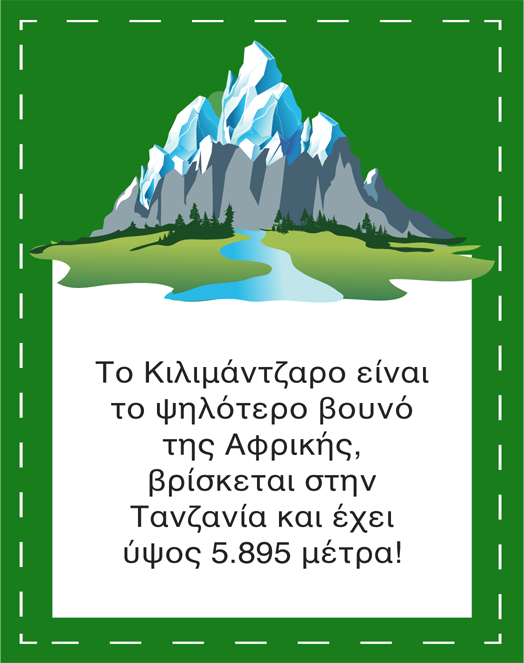 Το Κιλιμάντζαρο είναι
το ψηλότερο βουνό
της Αφρικής,
βρίσκεται στην
Τανζανία και έχει
ύψος 5.895 μέτρα!